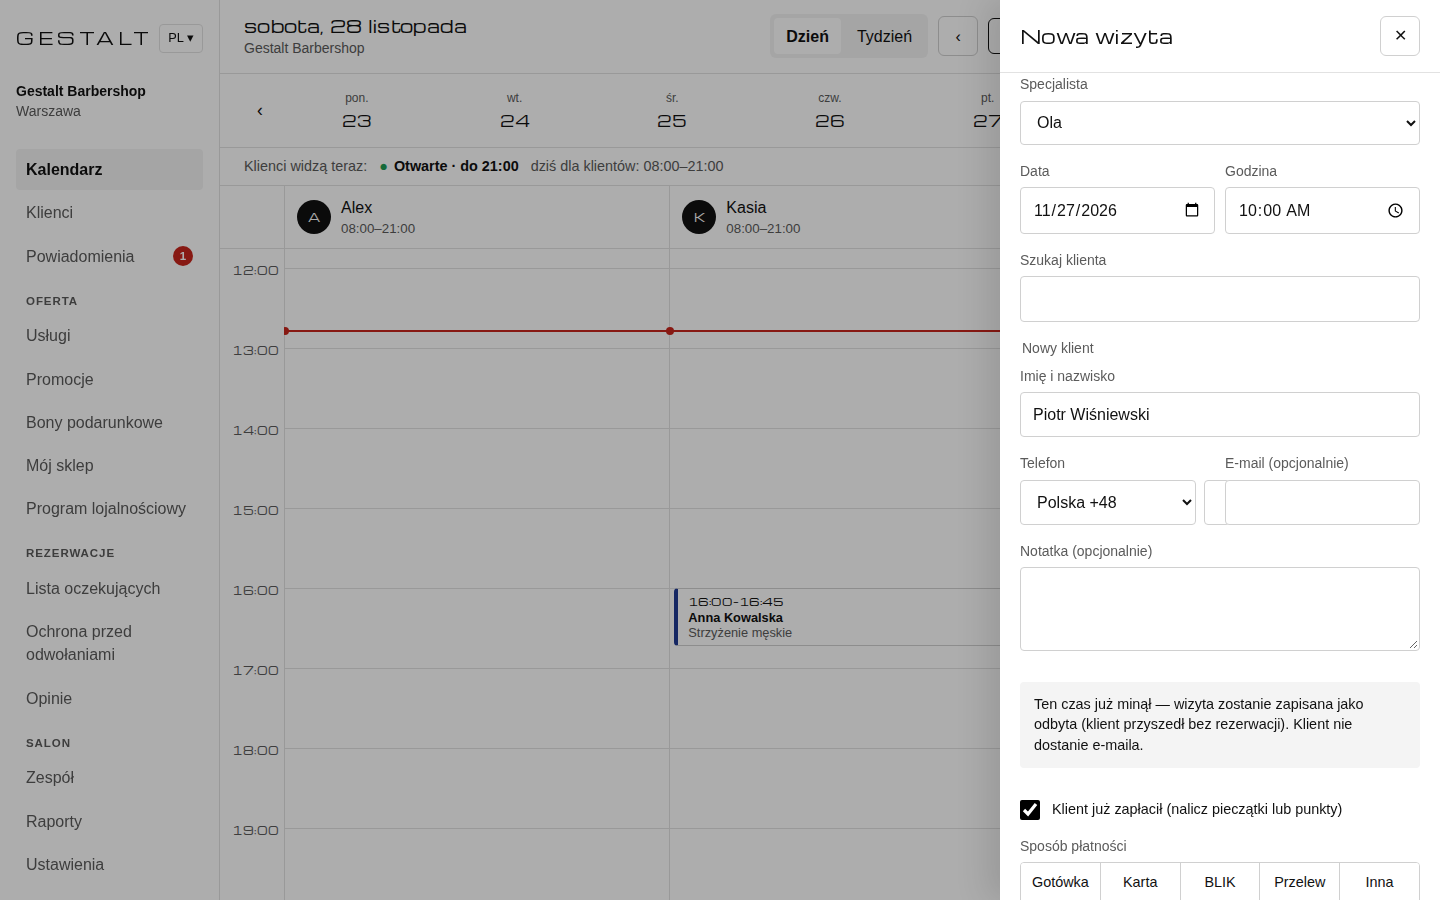 GESTALT
PL ▾
Gestalt Barbershop
Warszawa
Kalendarz
Klienci
Powiadomienia
1
OFERTA
Usługi
Promocje
Bony podarunkowe
Mój sklep
Program lojalnościowy
REZERWACJE
Lista oczekujących
Ochrona przed
odwołaniami
Opinie
SALON
Zespół
Raporty
Ustawienia
sobota, 28 listopada
Gestalt Barbershop
Dzień
Tydzień
‹
‹
pon.
23
wt.
24
śr.
25
czw.
26
pt.
27
Klienci widzą teraz: ● Otwarte · do 21:00 dziś dla klientów: 08:00–21:00
A
Alex
08:00–21:00
K
Kasia
08:00–21:00
12:00
13:00
14:00
15:00
16:00
16:00-16:45
Anna Kowalska
Strzyżenie męskie
17:00
18:00
19:00
Nowa wizyta
✕
Specjalista
Ola
Data
Godzina
11/27/2026
10:00 AM
Szukaj klienta
Nowy klient
Imię i nazwisko
Piotr Wiśniewski
Telefon
E-mail (opcjonalnie)
Polska +48
Notatka (opcjonalnie)
Ten czas już minął — wizyta zostanie zapisana jako
odbyta (klient przyszedł bez rezerwacji). Klient nie
dostanie e-maila.
Klient już zapłacił (nalicz pieczątki lub punkty)
Sposób płatności
Gotówka
Karta
BLIK
Przelew
Inna